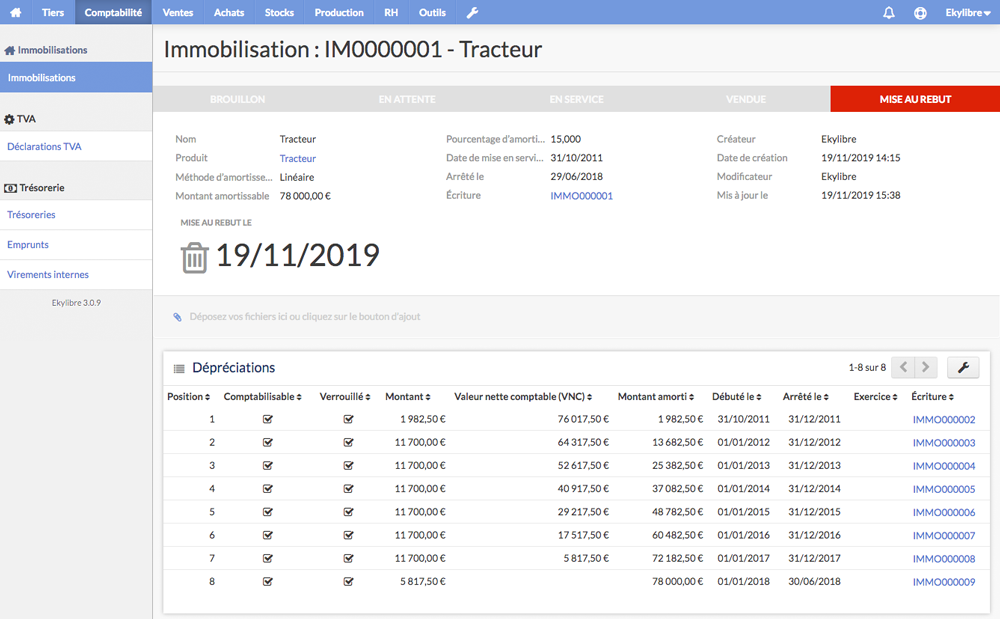 Tiers Comptabilité Ventes Achats Stocks Production RH Outils Ekylibre
Immobilisations
Immobilisations
TVA
Déclarations TVA
Trésorerie
Trésoreries
Emprunts
Virements internes
Ekylibre 3.0.9
Immobilisation : IM0000001 - Tracteur
BROUILLON EN ATTENTE EN SERVICE VENDUE MISE AU REBUT
Nom Tracteur Pourcentage d'amorti... 15,000 Créateur Ekylibre
Produit Tracteur Date de mise en servi... 31/10/2011 Date de création 19/11/2019 14:15
Méthode d'amortisse... Linéaire Arrêté le 29/06/2018 Modificateur Ekylibre
Montant amortissable 78 000,00 € Écriture IMMO000001 Mis à jour le 19/11/2019 15:38
MISE AU REBUT LE
19/11/2019
Déposez vos fichiers ici ou cliquez sur le bouton d'ajout
Dépréciations 1-8 sur 8
Position Comptabilisable Verrouillé Montant Valeur nette comptable (VNC) Montant amorti Débuté le Arrêté le Exercice Écriture
1 1 982,50 € 76 017,50 € 1 982,50 € 31/10/2011 31/12/2011 IMMO000002
2 11 700,00 € 64 317,50 € 13 682,50 € 01/01/2012 31/12/2012 IMMO000003
3 11 700,00 € 52 617,50 € 25 382,50 € 01/01/2013 31/12/2013 IMMO000004
4 11 700,00 € 40 917,50 € 37 082,50 € 01/01/2014 31/12/2014 IMMO000005
5 11 700,00 € 29 217,50 € 48 782,50 € 01/01/2015 31/12/2015 IMMO000006
6 11 700,00 € 17 517,50 € 60 482,50 € 01/01/2016 31/12/2016 IMMO000007
7 11 700,00 € 5 817,50 € 72 182,50 € 01/01/2017 31/12/2017 IMMO000008
8 5 817,50 € 78 000,00 € 01/01/2018 30/06/2018 IMMO000009